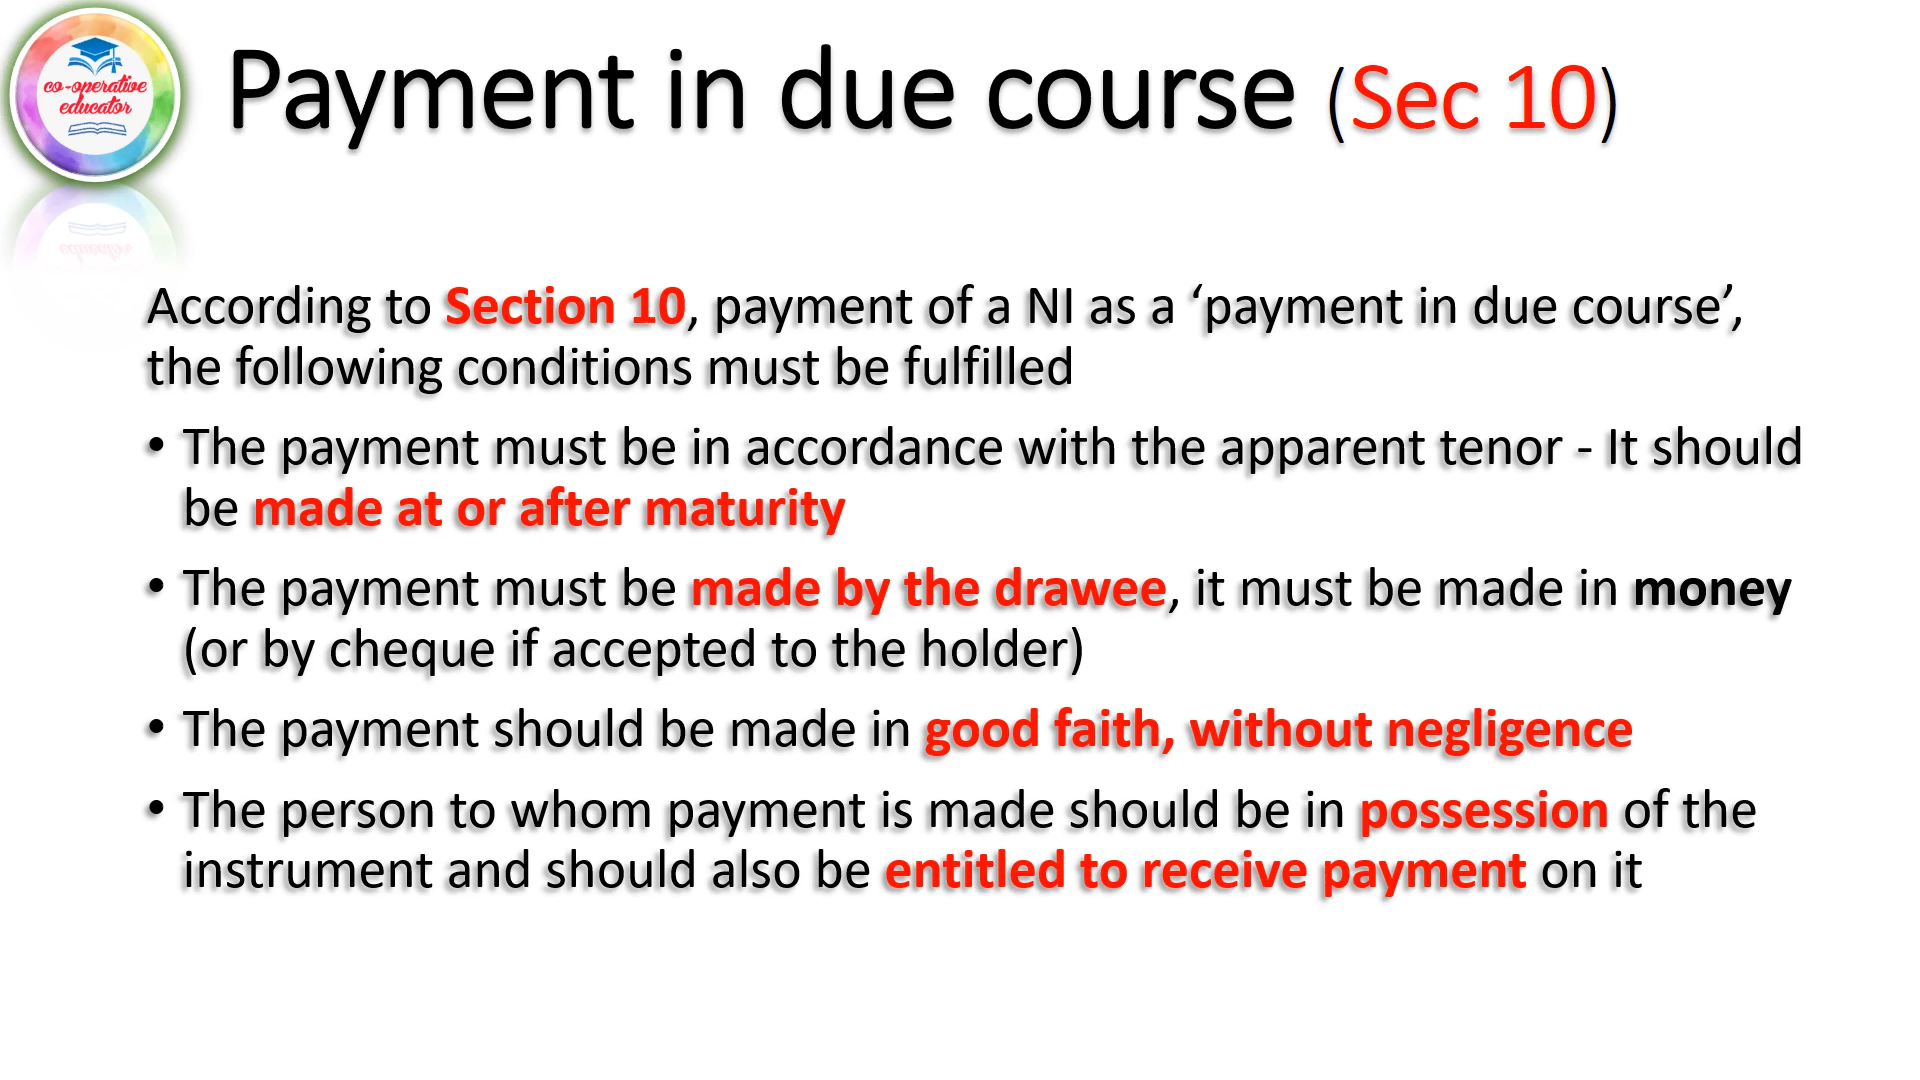 co-operative
educator
Payment in due course (Sec 10)
According to Section 10, payment of a NI as a ‘payment in due course’,
the following conditions must be fulfilled
• The payment must be in accordance with the apparent tenor - It should
be made at or after maturity
• The payment must be made by the drawee, it must be made in money
(or by cheque if accepted to the holder)
• The payment should be made in good faith, without negligence
• The person to whom payment is made should be in possession of the
instrument and should also be entitled to receive payment on it